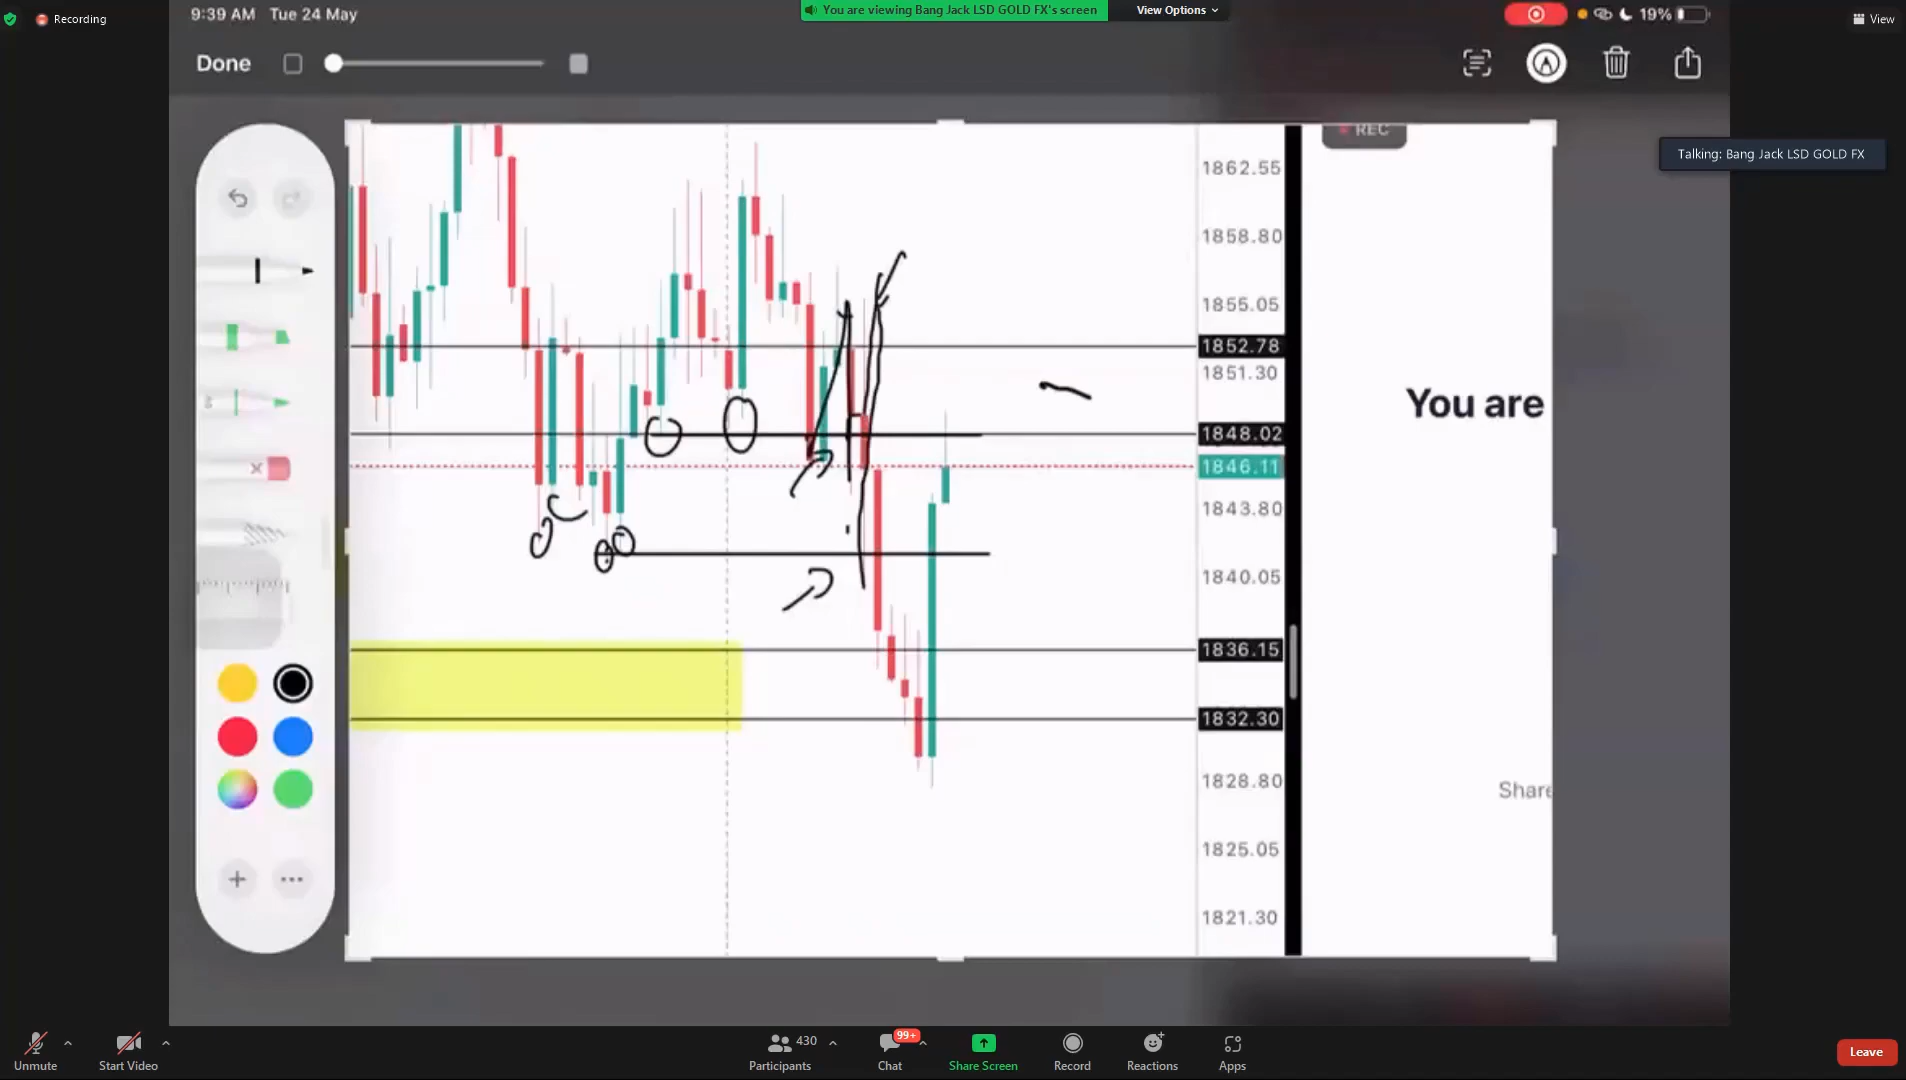 Recording
9:39 AM Tue 24 May
You are viewing Bang Jack LSD GOLD FX's screen
View Options
19%
View
Done
REC
Talking: Bang Jack LSD GOLD FX
1862.55
1858.80
1855.05
1852.78
1851.30
1848.02
1846.11
1843.80
1840.05
1836.15
1832.30
1828.80
1825.05
1821.30
You are
Share
Unmute
Start Video
430
Participants
99+
Chat
Share Screen
Record
Reactions
Apps
Leave